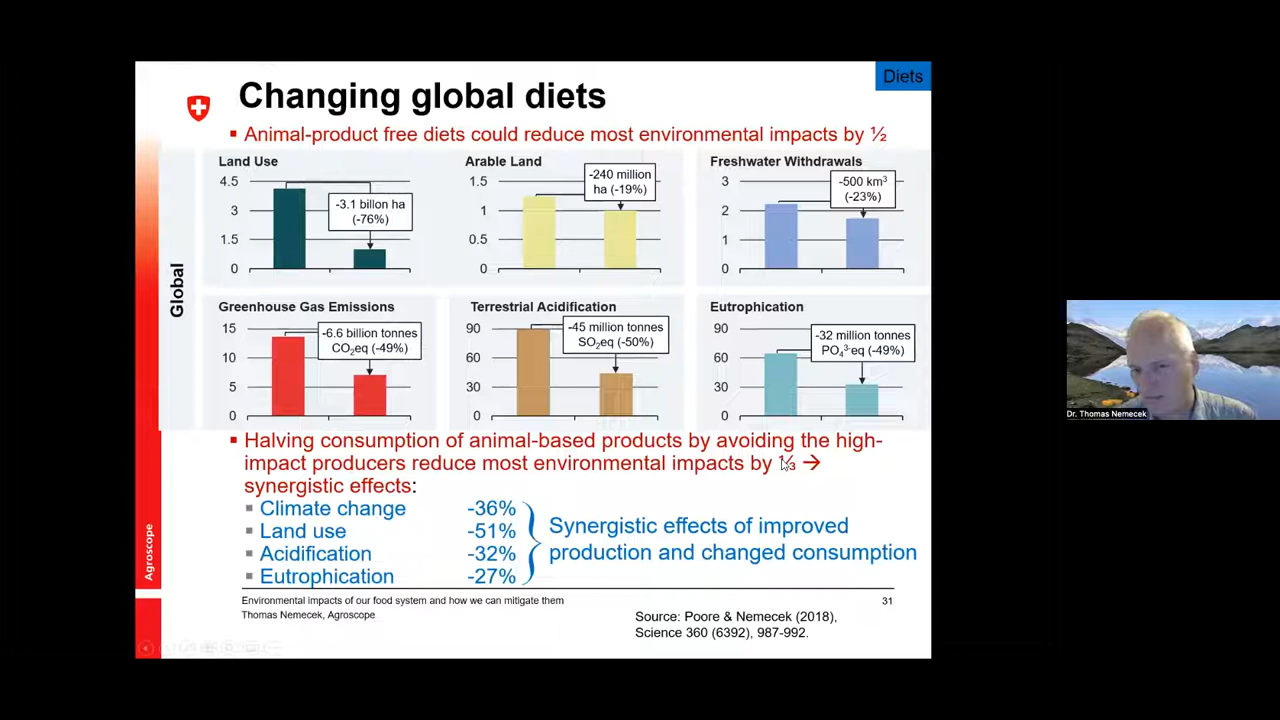 Diets
Changing global diets
Animal-product free diets could reduce most environmental impacts by ½
Global
Land Use
4.5
3
1.5
0
-3.1 billon ha
(-76%)
Arable Land
1.5
1
0.5
0
-240 million
ha (-19%)
Freshwater Withdrawals
3
2
1
0
-500 km³
(-23%)
Greenhouse Gas Emissions
15
10
5
0
-6.6 billion tonnes
CO₂eq (-49%)
Terrestrial Acidification
90
60
30
0
-45 million tonnes
SO₂eq (-50%)
Eutrophication
90
60
30
0
-32 million tonnes
PO₄³⁻eq (-49%)
Halving consumption of animal-based products by avoiding the high-
impact producers reduce most environmental impacts by ⅓ →
synergistic effects:
Climate change -36%
Land use -51%
Acidification -32%
Eutrophication -27%
Synergistic effects of improved
production and changed consumption
Agroscope
Environmental impacts of our food system and how we can mitigate them
Thomas Nemecek, Agroscope
31
Source: Poore & Nemecek (2018),
Science 360 (6392), 987-992.
Dr. Thomas Nemecek